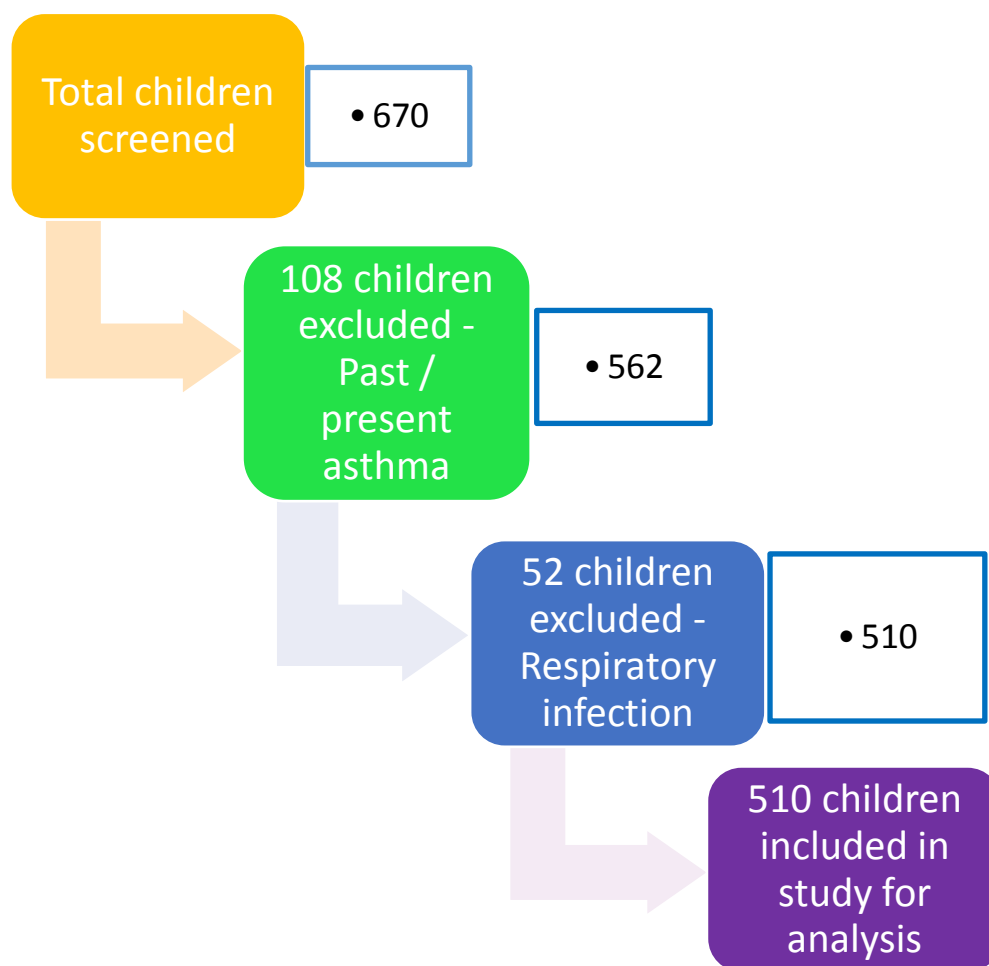 Total children
screened
• 670
108 children
excluded -
Past /
present
asthma
• 562
52 children
excluded -
Respiratory
infection
• 510
510 children
included in
study for
analysis